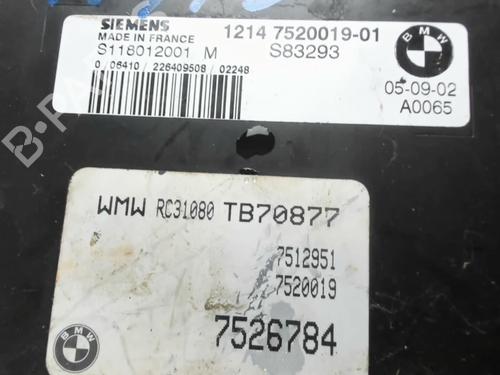 SIEMENS 1214 7520019-01
MADE IN FRANCE
S118012001 M S83293
0 06410 226409508 02248
BMW
05-09-02
A0065
WMW RC31080 TB70877
7512951
7520019
7526784
BMW